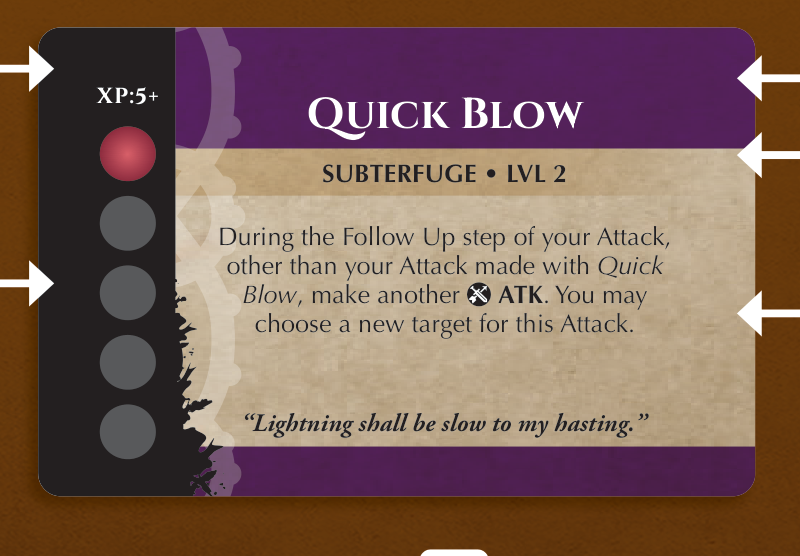 XP:5+
QUICK BLOW
SUBTERFUGE • LVL 2
During the Follow Up step of your Attack,
other than your Attack made with Quick
Blow, make another ATK. You may
choose a new target for this Attack.
“Lightning shall be slow to my hasting.”